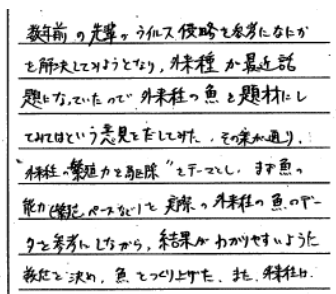 数年前の先輩のウイルス侵略を参考になにか
を解決してみようとなり、外来種が最近話
題になっていたので外来種の魚を題材にし
てみてはという意見をだしてみた。その案が通り、
"外来種の繁殖力と駆除"をテーマとし、まず魚の
能力(繁殖、ペースなど)を実際の外来種の魚のデー
タを参考にしながら、結果がわかりやすいように
数値を決め、魚をつくり上げた。また、外来種は、